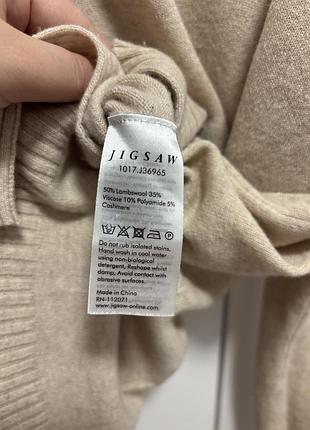 JIGSAW
1017.J36965
50% Lambswool 35%
Viscose 10% Polyamide 5%
Cashmere
Do not rub isolated stains,
Hand wash in cool water
using non-biological
detergent, Reshape whilst
damp, Avoid contact with
abrasive surfaces.
Made in China
RN-112071
www.jigsaw-online.com